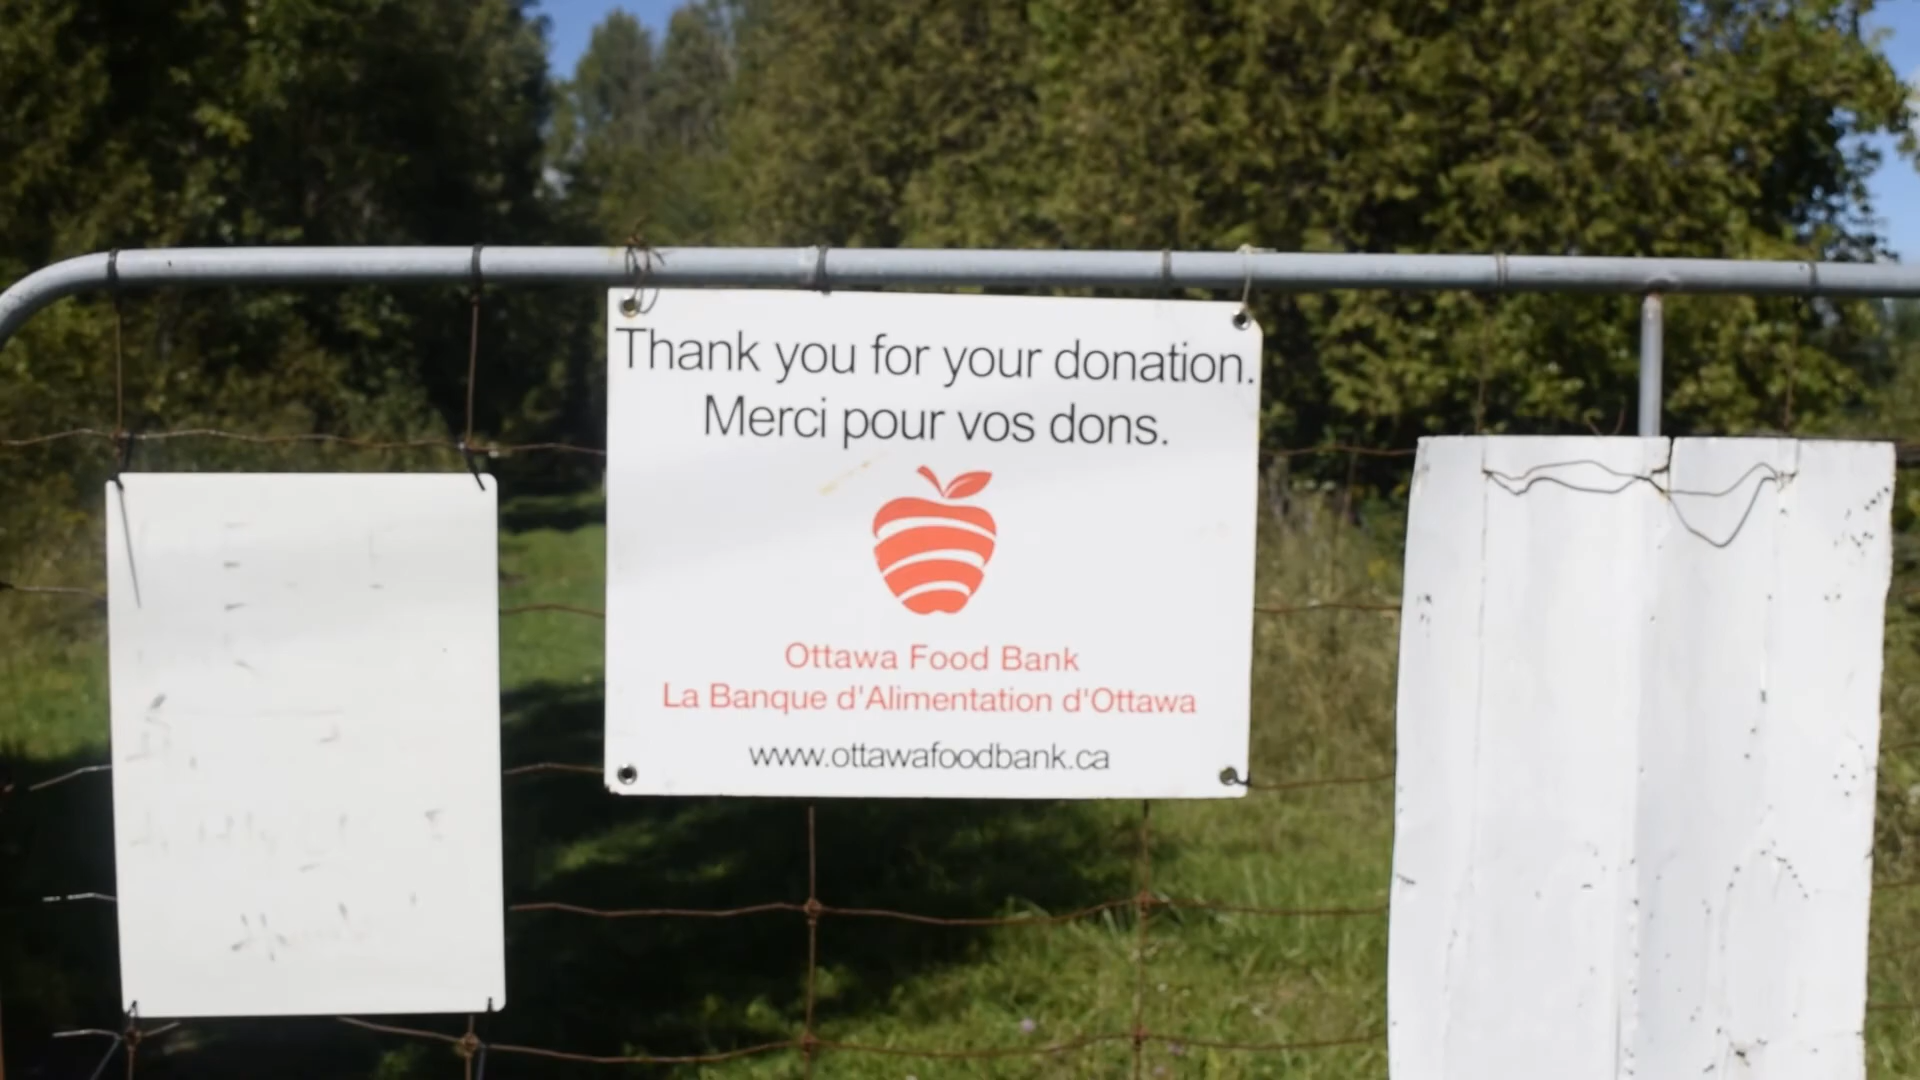 Thank you for your donation.
Merci pour vos dons.
Ottawa Food Bank
La Banque d'Alimentation d'Ottawa
www.ottawafoodbank.ca